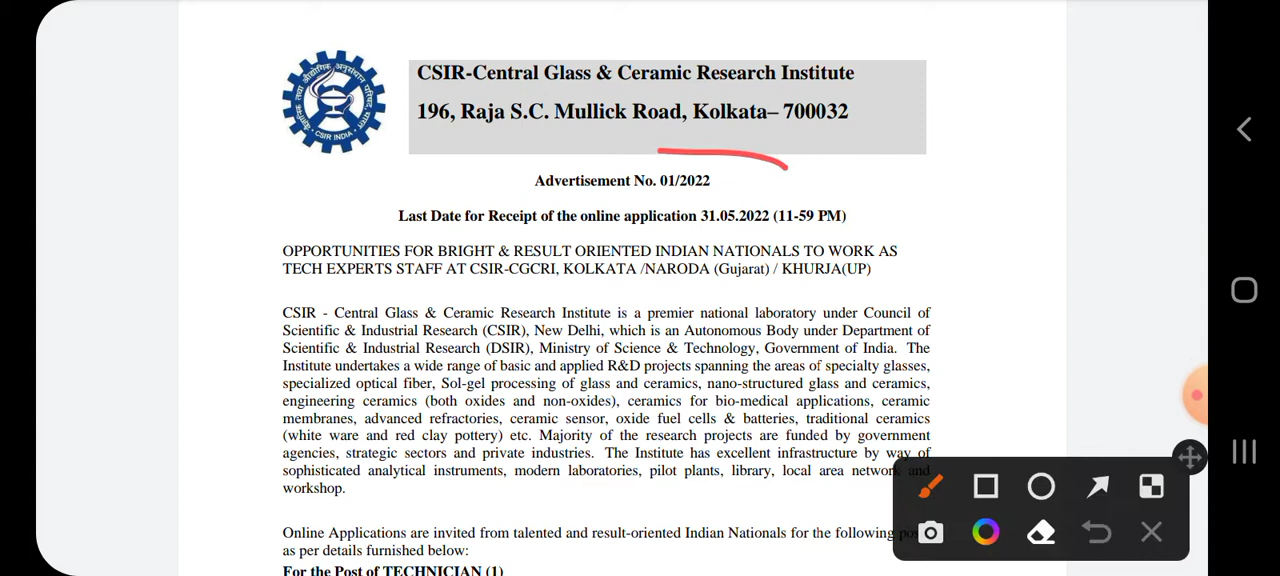 CSIR-Central Glass & Ceramic Research Institute
196, Raja S.C. Mullick Road, Kolkata– 700032
CSIR INDIA
Advertisement No. 01/2022
Last Date for Receipt of the online application 31.05.2022 (11-59 PM)
OPPORTUNITIES FOR BRIGHT & RESULT ORIENTED INDIAN NATIONALS TO WORK AS
TECH EXPERTS STAFF AT CSIR-CGCRI, KOLKATA /NARODA (Gujarat) / KHURJA(UP)
CSIR - Central Glass & Ceramic Research Institute is a premier national laboratory under Council of
Scientific & Industrial Research (CSIR), New Delhi, which is an Autonomous Body under Department of
Scientific & Industrial Research (DSIR), Ministry of Science & Technology, Government of India. The
Institute undertakes a wide range of basic and applied R&D projects spanning the areas of specialty glasses,
specialized optical fiber, Sol-gel processing of glass and ceramics, nano-structured glass and ceramics,
engineering ceramics (both oxides and non-oxides), ceramics for bio-medical applications, ceramic
membranes, advanced refractories, ceramic sensor, oxide fuel cells & batteries, traditional ceramics
(white ware and red clay pottery) etc. Majority of the research projects are funded by government
agencies, strategic sectors and private industries. The Institute has excellent infrastructure by way of
sophisticated analytical instruments, modern laboratories, pilot plants, library, local area network and
workshop.
Online Applications are invited from talented and result-oriented Indian Nationals for the following
as per details furnished below:
For the Post of TECHNICIAN (1)